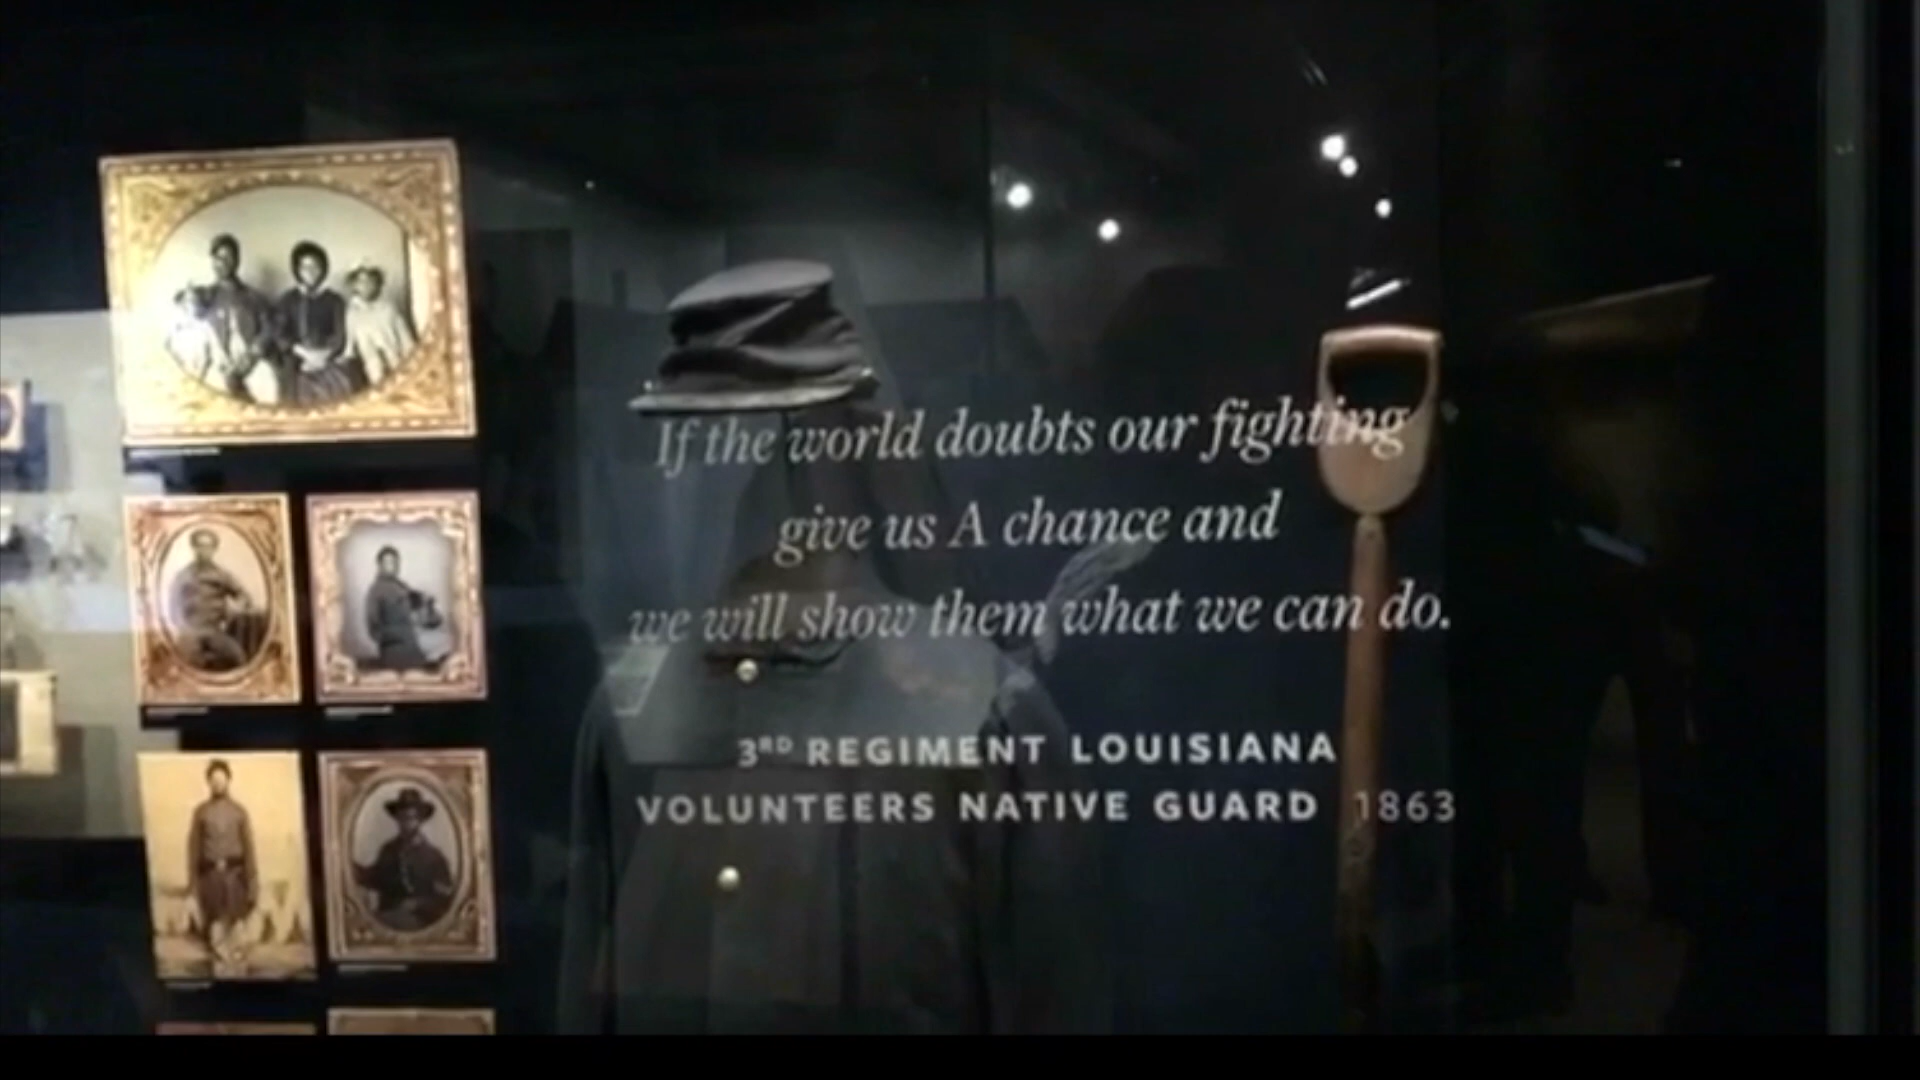 If the world doubts our fighting
give us A chance and
we will show them what we can do.
3RD REGIMENT LOUISIANA
VOLUNTEERS NATIVE GUARD 1863